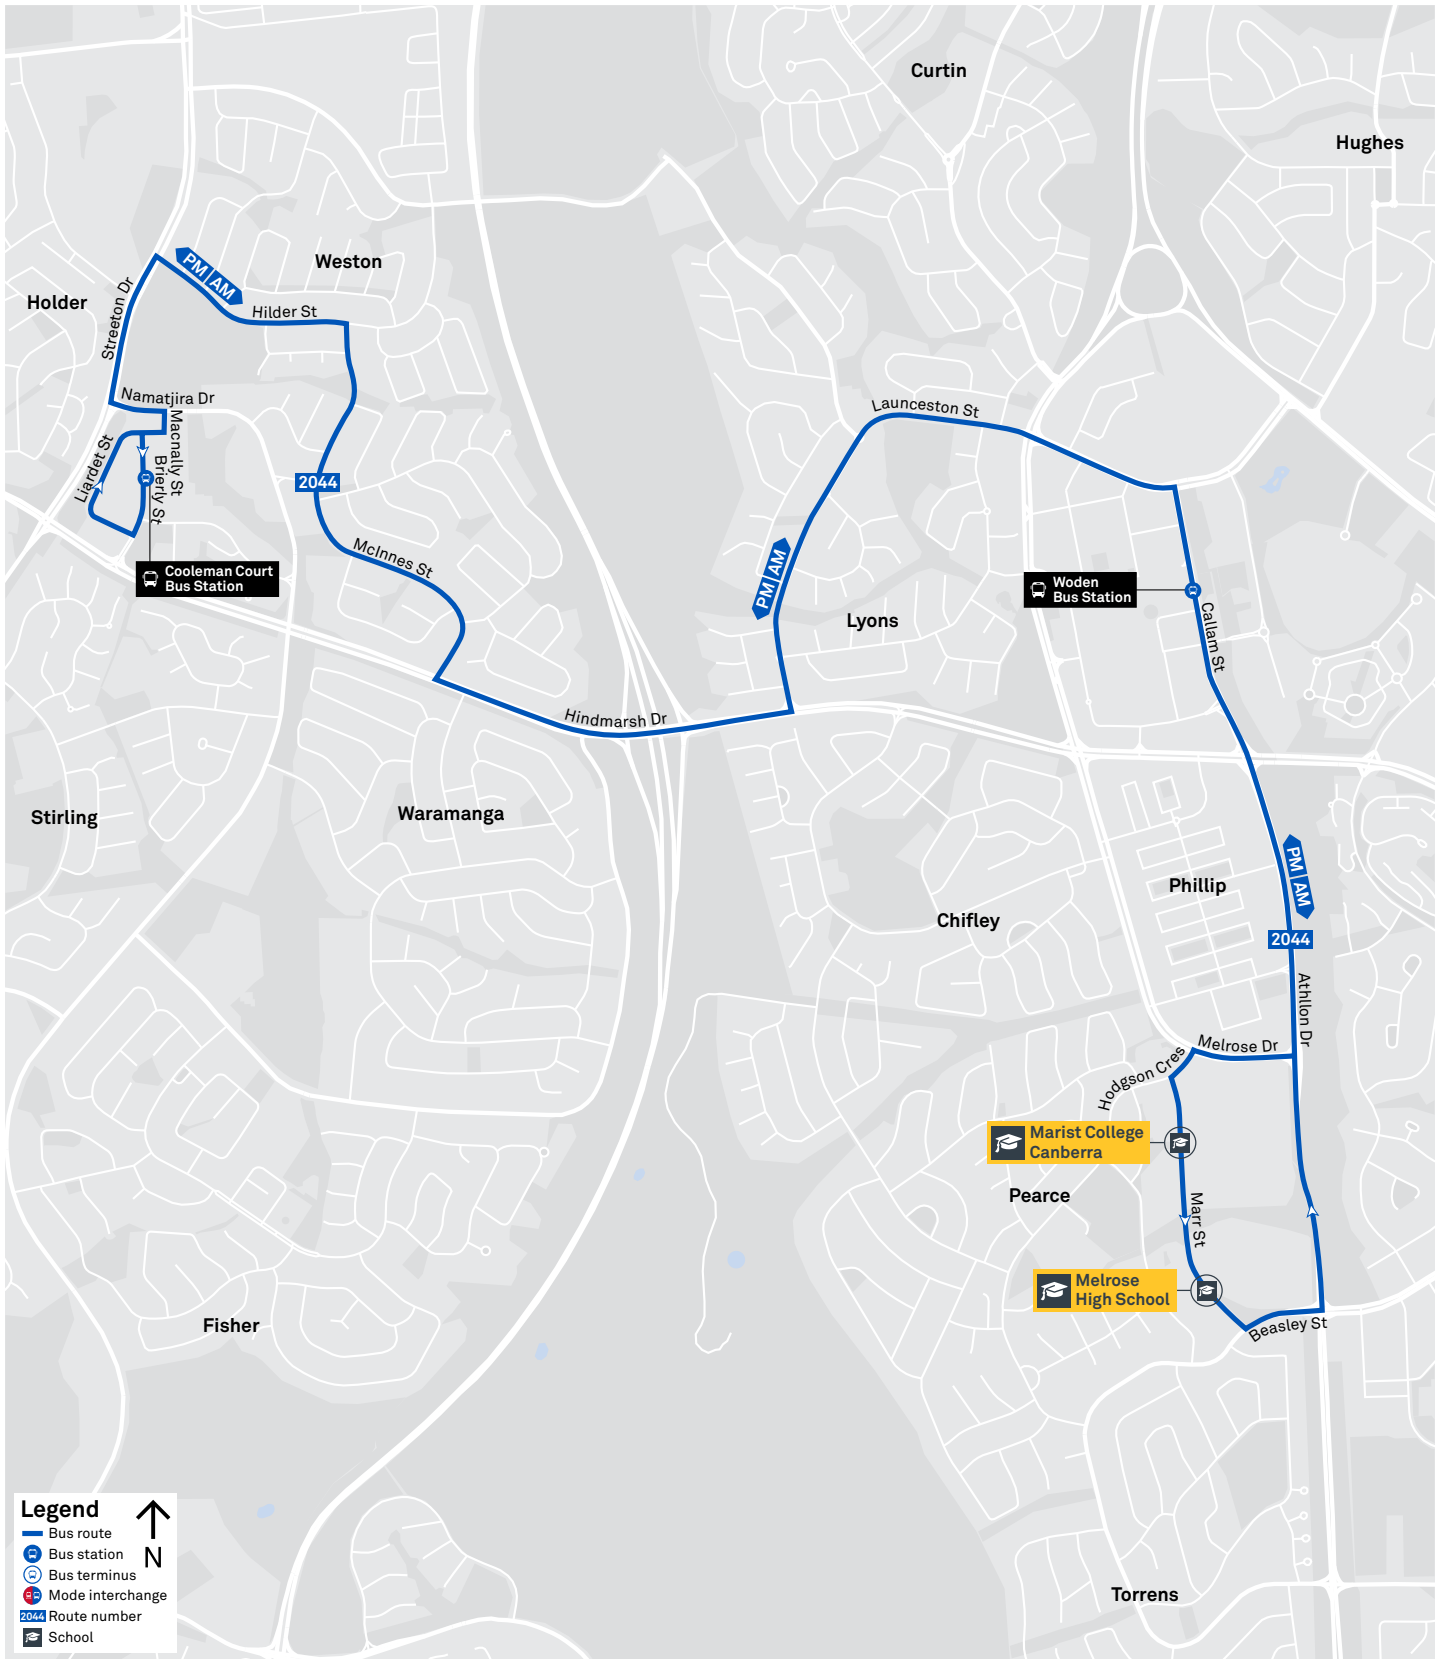 Curtin
Hughes
Weston
Holder
PM | AM
Hilder St
Streeton Dr
Namatjira Dr
Macnally St
Liardet St
Brierly St
2044
Launceston St
McInnes St
Cooleman Court
Bus Station
PM | AM
Woden
Bus Station
Callam St
Lyons
Hindmarsh Dr
Stirling
Waramanga
PM | AM
Phillip
Chifley
2044
Athllon Dr
Melrose Dr
Hodgson Cres
Marist College
Canberra
Pearce
Marr St
Melrose
High School
Beasley St
Fisher
Torrens
Legend
N
Bus route
Bus station
Bus terminus
Mode interchange
2044 Route number
School